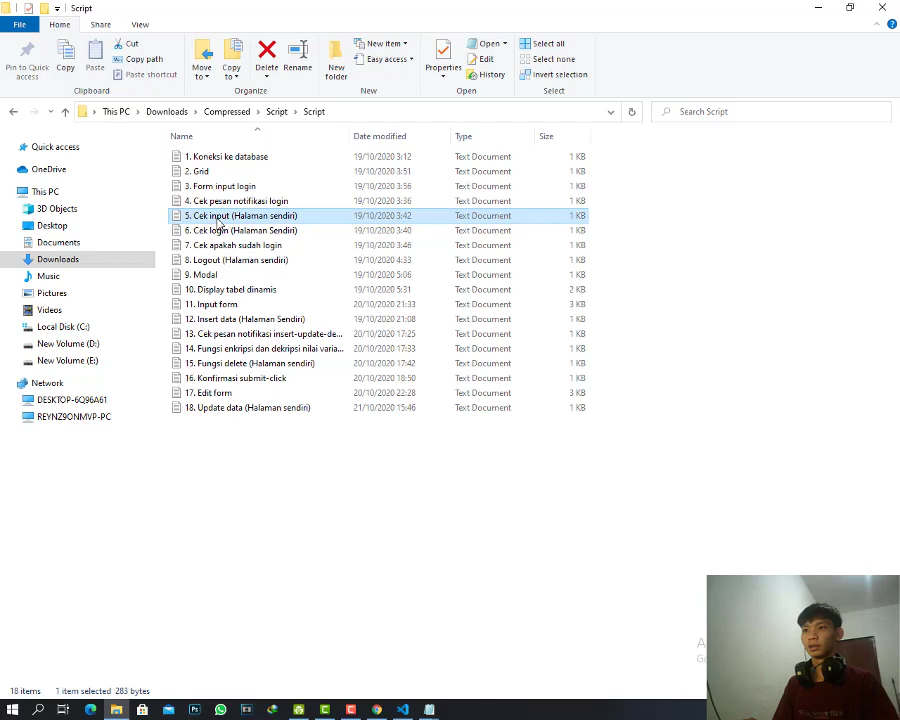 Script
File Home Share View
Pin to Quick access
Copy
Paste
Cut
Copy path
Paste shortcut
Clipboard
Move to
Copy to
Delete
Rename
Organize
New folder
New item
Easy access
New
Properties
Open
Edit
History
Open
Select all
Select none
Invert selection
Select
This PC Downloads Compressed Script Script
Search Script
Name Date modified Type Size
Quick access
OneDrive
This PC
3D Objects
Desktop
Documents
Downloads
Music
Pictures
Videos
Local Disk (C:)
New Volume (D:)
New Volume (E:)
Network
DESKTOP-6Q96A61
REYNZ9ONMVP-PC
1. Koneksi ke database 19/10/2020 3:12 Text Document 1 KB
2. Grid 19/10/2020 3:51 Text Document 1 KB
3. Form input login 19/10/2020 3:56 Text Document 1 KB
4. Cek pesan notifikasi login 19/10/2020 3:36 Text Document 1 KB
5. Cek input (Halaman sendiri) 19/10/2020 3:42 Text Document 1 KB
6. Cek login (Halaman Sendiri) 19/10/2020 3:40 Text Document 1 KB
7. Cek apakah sudah login 19/10/2020 3:46 Text Document 1 KB
8. Logout (Halaman sendiri) 19/10/2020 4:33 Text Document 1 KB
9. Modal 19/10/2020 5:06 Text Document 1 KB
10. Display tabel dinamis 19/10/2020 5:31 Text Document 2 KB
11. Input form 20/10/2020 21:33 Text Document 3 KB
12. Insert data (Halaman Sendiri) 19/10/2020 21:08 Text Document 1 KB
13. Cek pesan notifikasi insert-update-de... 20/10/2020 17:25 Text Document 1 KB
14. Fungsi enkripsi dan dekripsi nilai varia... 20/10/2020 17:33 Text Document 1 KB
15. Fungsi delete (Halaman sendiri) 20/10/2020 17:42 Text Document 1 KB
16. Konfirmasi submit-click 20/10/2020 18:50 Text Document 1 KB
17. Edit form 20/10/2020 22:28 Text Document 3 KB
18. Update data (Halaman sendiri) 21/10/2020 15:46 Text Document 1 KB
18 items 1 item selected 283 bytes